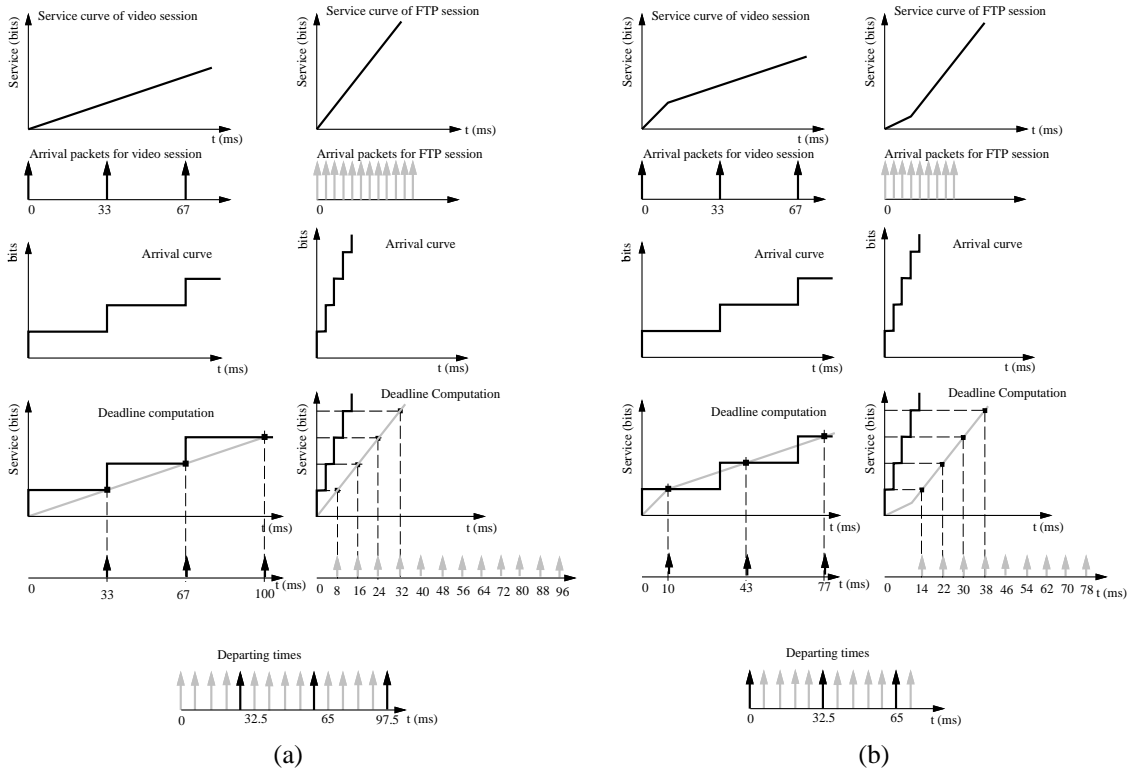 Service curve of video session
Service (bits)
t (ms)
Service curve of FTP session
Service (bits)
t (ms)
Arrival packets for video session
0 33 67
Arrival packets for FTP session
0
bits
Arrival curve
t (ms)
bits
Arrival curve
t (ms)
Deadline computation
Service (bits)
t (ms)
Deadline Computation
Service (bits)
t (ms)
0 33 67 100
t (ms)
0 8 16 24 32 40 48 56 64 72 80 88 96
t (ms)
Departing times
0 32.5 65 97.5
t (ms)
(a)
Service curve of video session
Service (bits)
t (ms)
Service curve of FTP session
Service (bits)
t (ms)
Arrival packets for video session
0 33 67
Arrival packets for FTP session
0
bits
Arrival curve
t (ms)
bits
Arrival curve
t (ms)
Deadline computation
Service (bits)
t (ms)
Deadline Computation
Service (bits)
t (ms)
0 10 43 77
t (ms)
0 14 22 30 38 46 54 62 70 78
t (ms)
Departing times
0 32.5 65
t (ms)
(b)